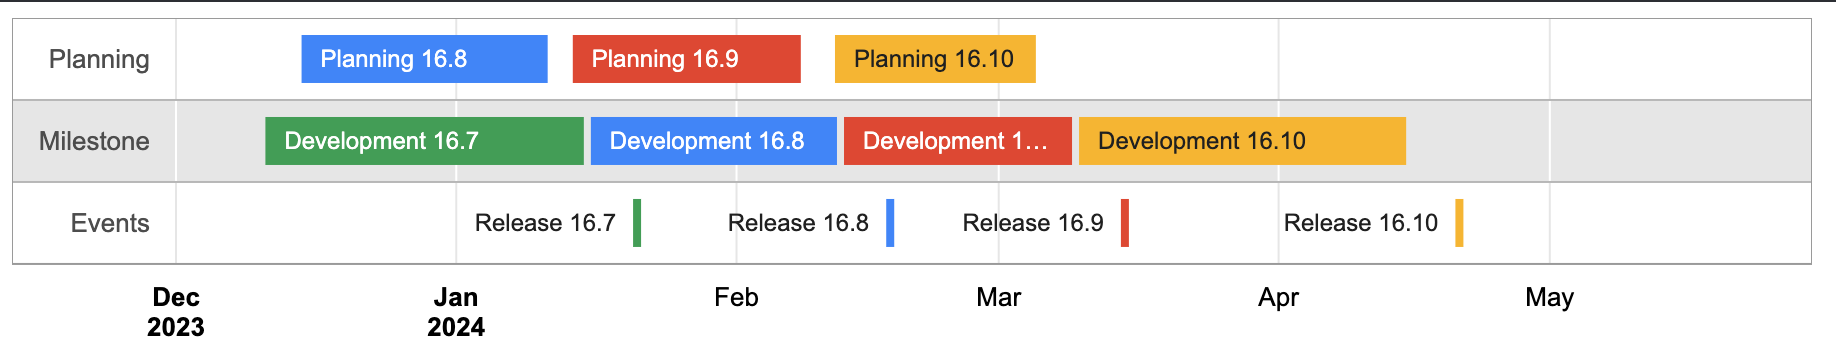 Planning
Planning 16.8
Planning 16.9
Planning 16.10
Milestone
Development 16.7
Development 16.8
Development 1...
Development 16.10
Events
Release 16.7
Release 16.8
Release 16.9
Release 16.10
Dec
2023
Jan
2024
Feb
Mar
Apr
May